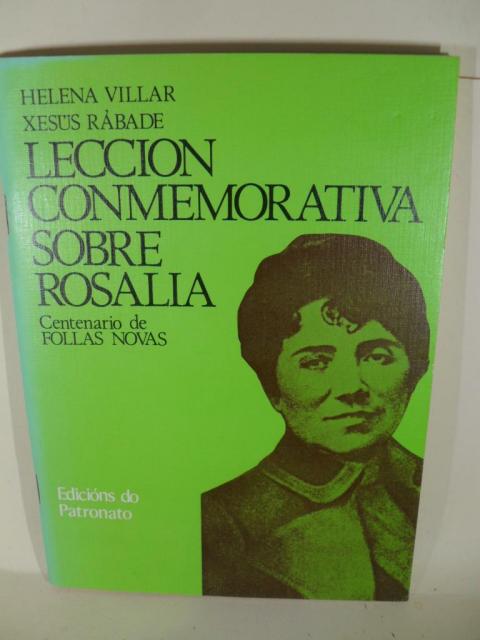 HELENA VILLAR
XESÚS RÁBADE
LECCION
CONMEMORATIVA
SOBRE
ROSALIA
Centenario de
FOLLAS NOVAS
Edicións do
Patronato